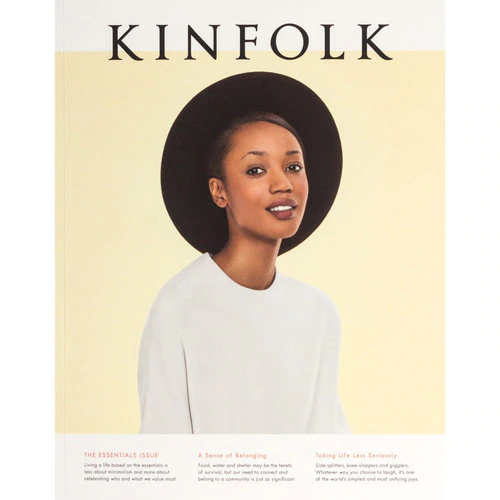 KINFOLK
THE ESSENTIALS ISSUE
Living a life based on the essentials is
less about minimalism and more about
celebrating who and what we value most.
A Sense of Belonging
Food, water and shelter may be the tenets
of survival, but our need to connect and
belong to a community is just as significant.
Taking Life Less Seriously
Side-splitters, knee-slappers and gigglers:
Whatever way you choose to laugh, it's one
of the world's simplest and most unifying joys.